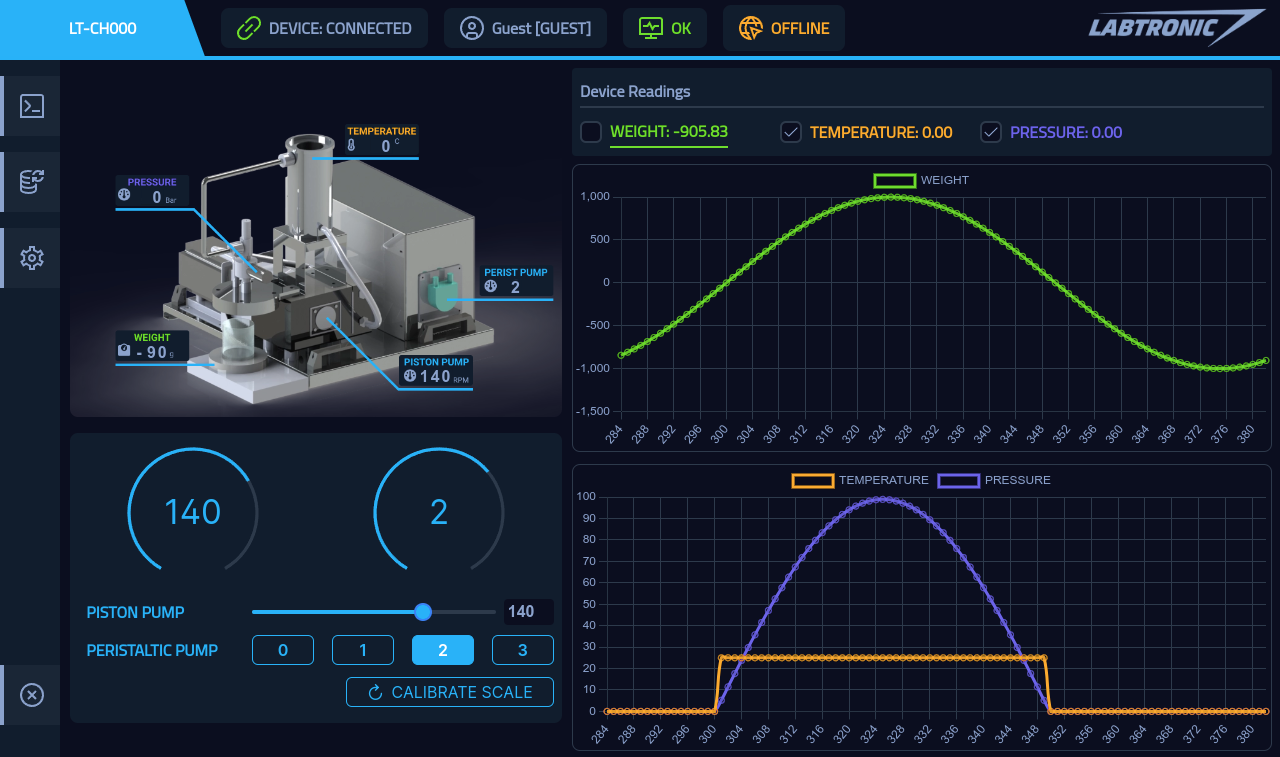 LT-CH000
DEVICE: CONNECTED
Guest [GUEST]
OK
OFFLINE
LABTRONIC
TEMPERATURE
0 C
PRESSURE
0 Bar
PERIST PUMP
2
WEIGHT
- 90 g
PISTON PUMP
140 RPM
140
2
PISTON PUMP
140
PERISTALTIC PUMP
0 1 2 3
CALIBRATE SCALE
Device Readings
WEIGHT: -905.83
TEMPERATURE: 0.00
PRESSURE: 0.00
WEIGHT
1,000
500
0
-500
-1,000
-1,500
284 288 292 296 300 304 308 312 316 320 324 328 332 336 340 344 348 352 356 360 364 368 372 376 380
TEMPERATURE PRESSURE
100
90
80
70
60
50
40
30
20
10
0
284 288 292 296 300 304 308 312 316 320 324 328 332 336 340 344 348 352 356 360 364 368 372 376 380